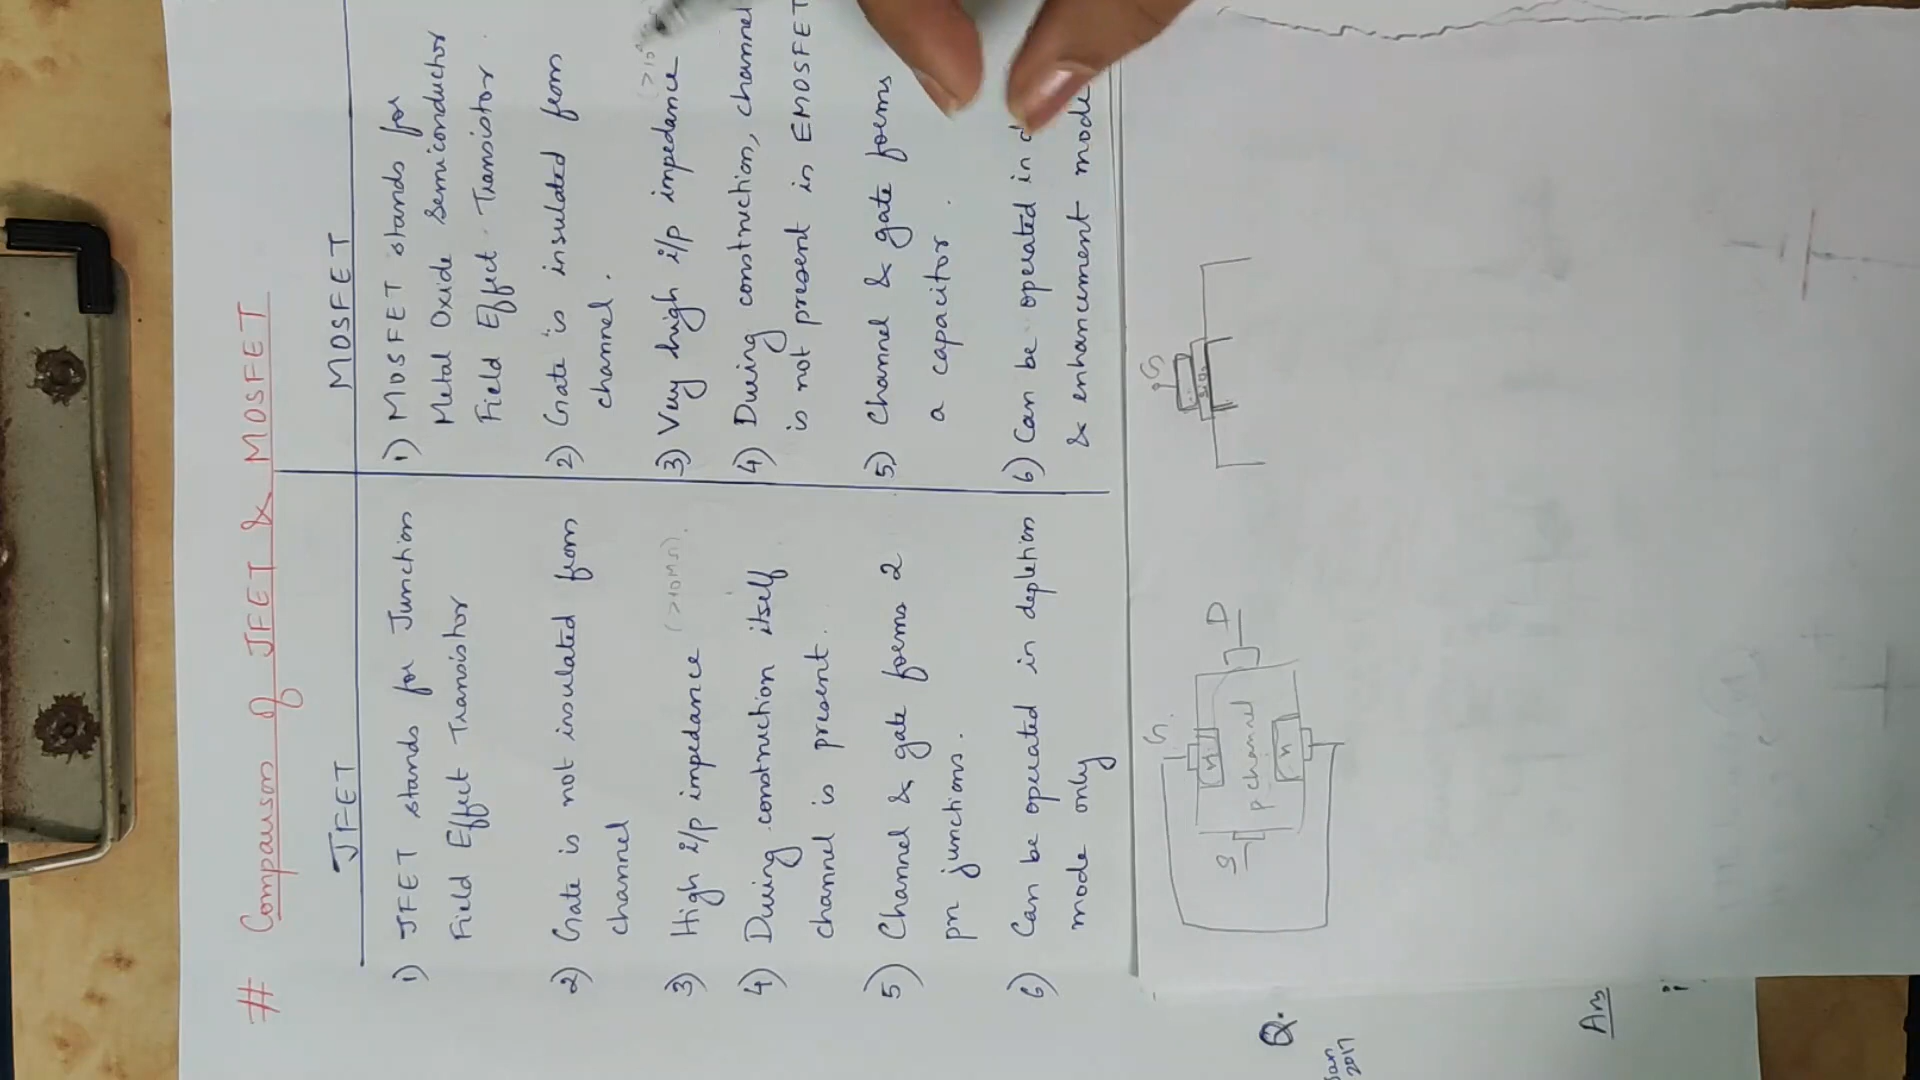 # Comparison of JFET & MOSFET
JFET
1) JFET stands for Junction
Field Effect Transistor
2) Gate is not insulated from
channel
3) High i/p impedance (>10MΩ).
4) During construction itself
channel is present.
5) Channel & gate forms 2
pn junctions.
6) Can be operated in depletion
mode only
MOSFET
1) MOSFET stands for
Metal Oxide Semiconductor
Field Effect Transistor.
2) Gate is insulated from
channel.
3) Very high i/p impedance
4) During construction, channel
is not present in EMOSFET
5) Channel & gate forms
a capacitor.
6) Can be operated in
& enhancement mode
G
n
S
p channel
D
n
G
SiO₂
Q.
Jan
2017
Ans
i